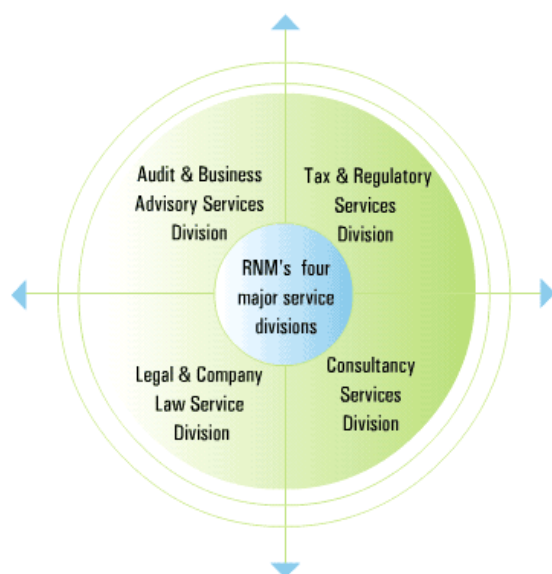 Audit & Business
Advisory Services
Division
Tax & Regulatory
Services
Division
RNM's four
major service
divisions
Legal & Company
Law Service
Division
Consultancy
Services
Division